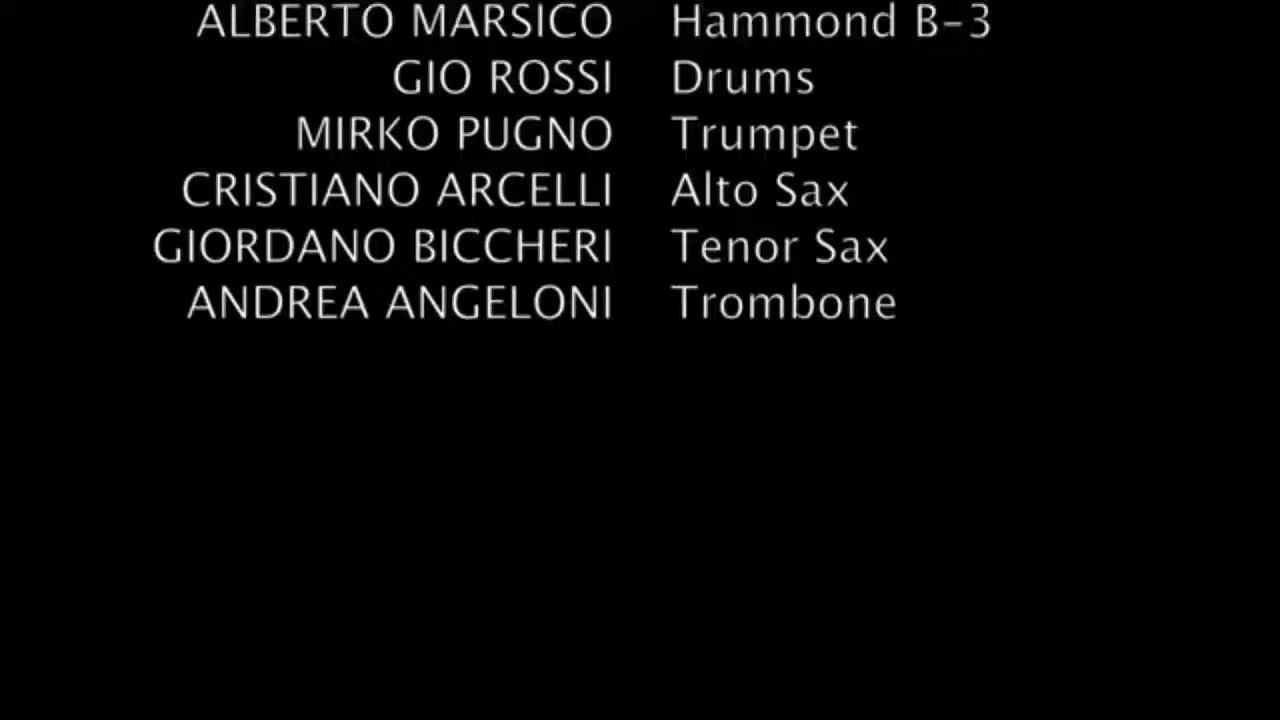 ALBERTO MARSICO Hammond B-3
GIO ROSSI Drums
MIRKO PUGNO Trumpet
CRISTIANO ARCELLI Alto Sax
GIORDANO BICCHERI Tenor Sax
ANDREA ANGELONI Trombone